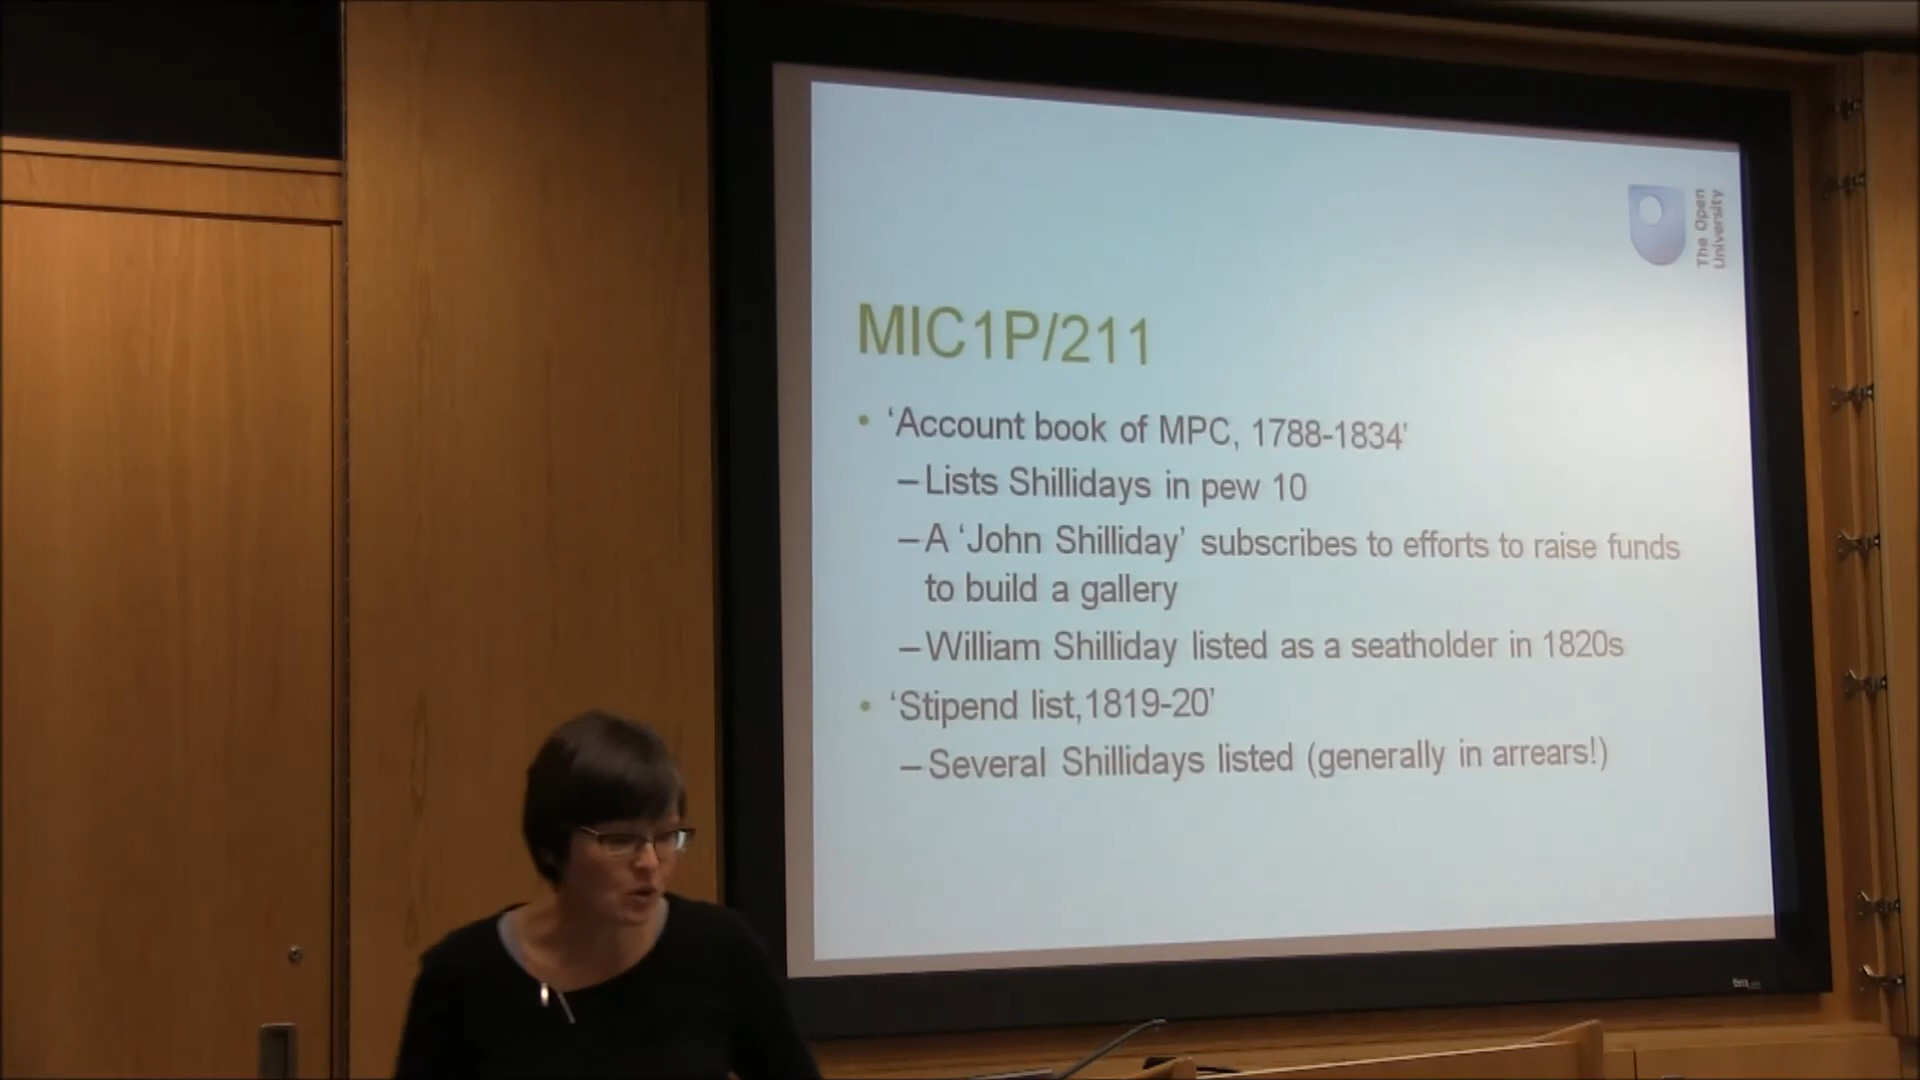 The Open
University
MIC1P/211
• ‘Account book of MPC, 1788-1834’
– Lists Shillidays in pew 10
– A ‘John Shilliday’ subscribes to efforts to raise funds
to build a gallery
– William Shilliday listed as a seatholder in 1820s
• ‘Stipend list,1819-20’
– Several Shillidays listed (generally in arrears!)